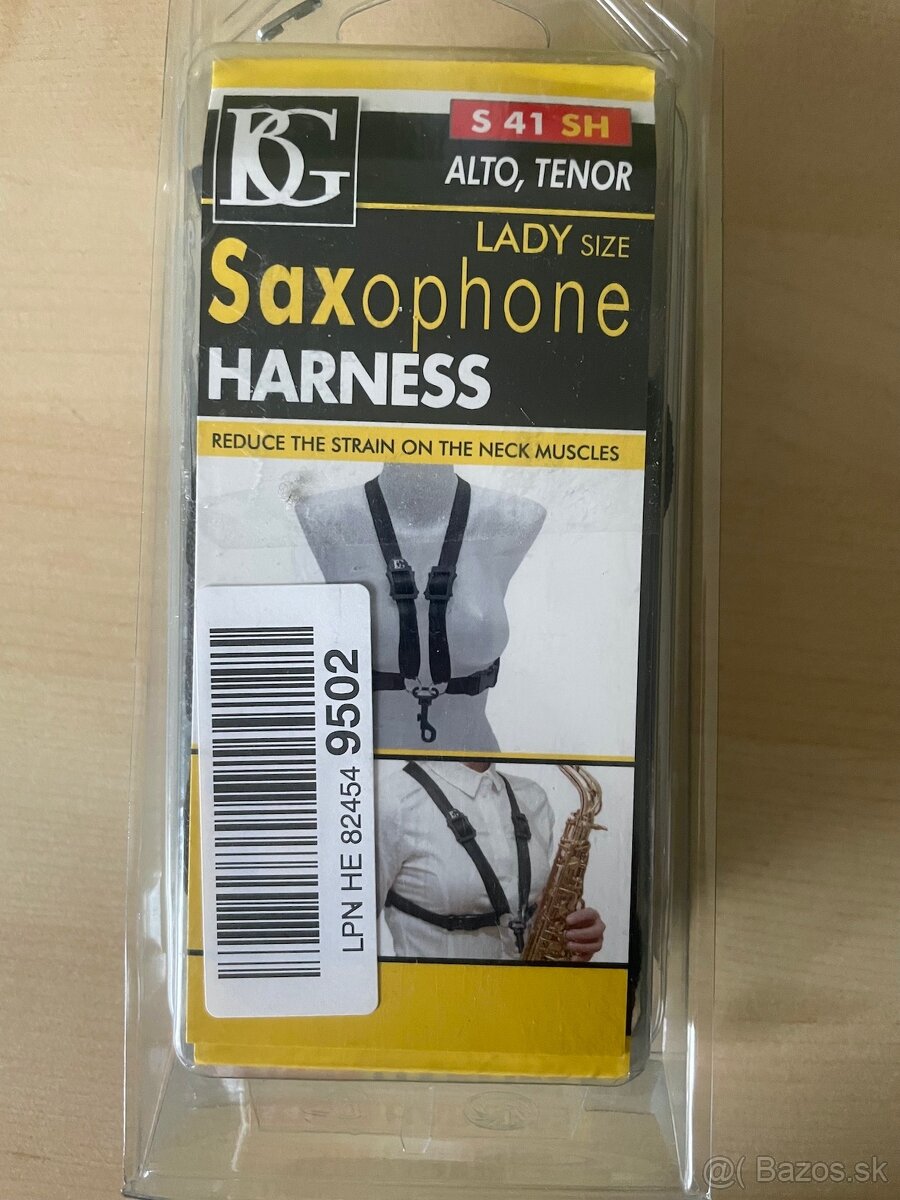 BG
S 41 SH
ALTO, TENOR
LADY SIZE
Saxophone
HARNESS
REDUCE THE STRAIN ON THE NECK MUSCLES
LPN HE 82454 9502
@( Bazos.sk